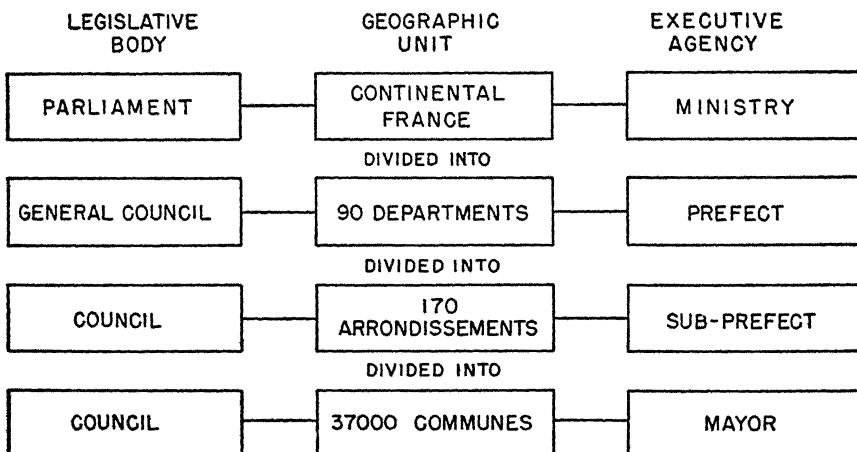 LEGISLATIVE BODY
GEOGRAPHIC UNIT
EXECUTIVE AGENCY
PARLIAMENT
CONTINENTAL FRANCE
MINISTRY
DIVIDED INTO
GENERAL COUNCIL
90 DEPARTMENTS
PREFECT
DIVIDED INTO
COUNCIL
170 ARRONDISSEMENTS
SUB-PREFECT
DIVIDED INTO
COUNCIL
37000 COMMUNES
MAYOR